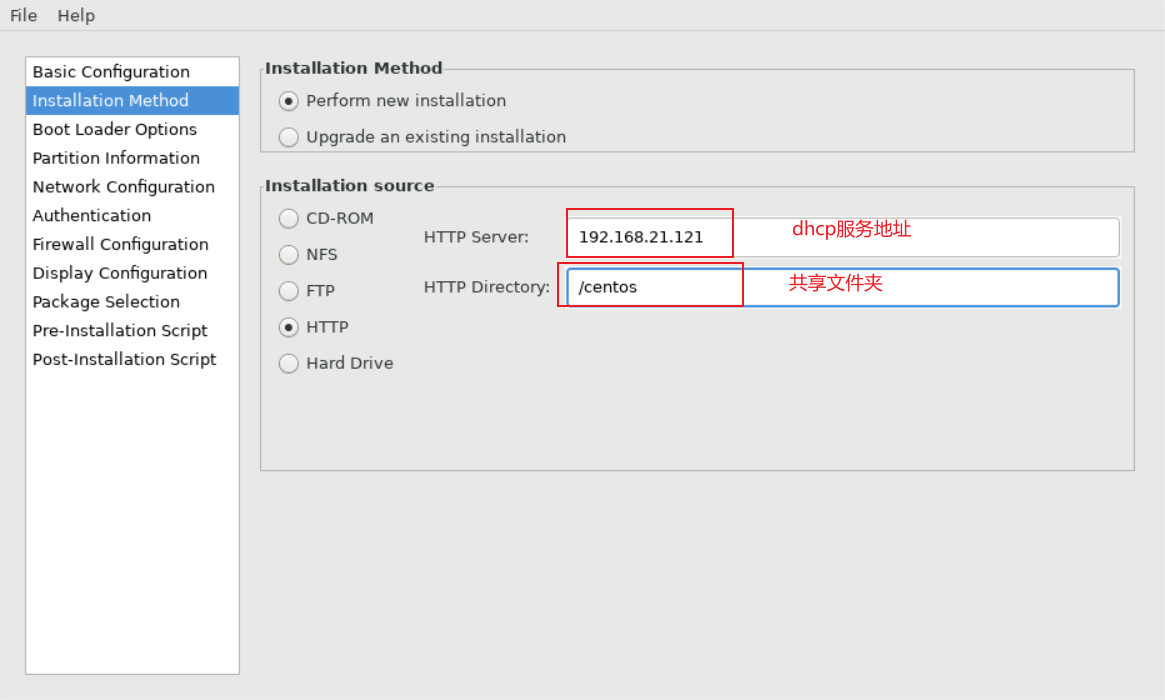 File Help
Basic Configuration
Installation Method
Boot Loader Options
Partition Information
Network Configuration
Authentication
Firewall Configuration
Display Configuration
Package Selection
Pre-Installation Script
Post-Installation Script
Installation Method
Perform new installation
Upgrade an existing installation
Installation source
CD-ROM
NFS
FTP
HTTP
Hard Drive
HTTP Server: 192.168.21.121 dhcp服务地址
HTTP Directory: /centos 共享文件夹